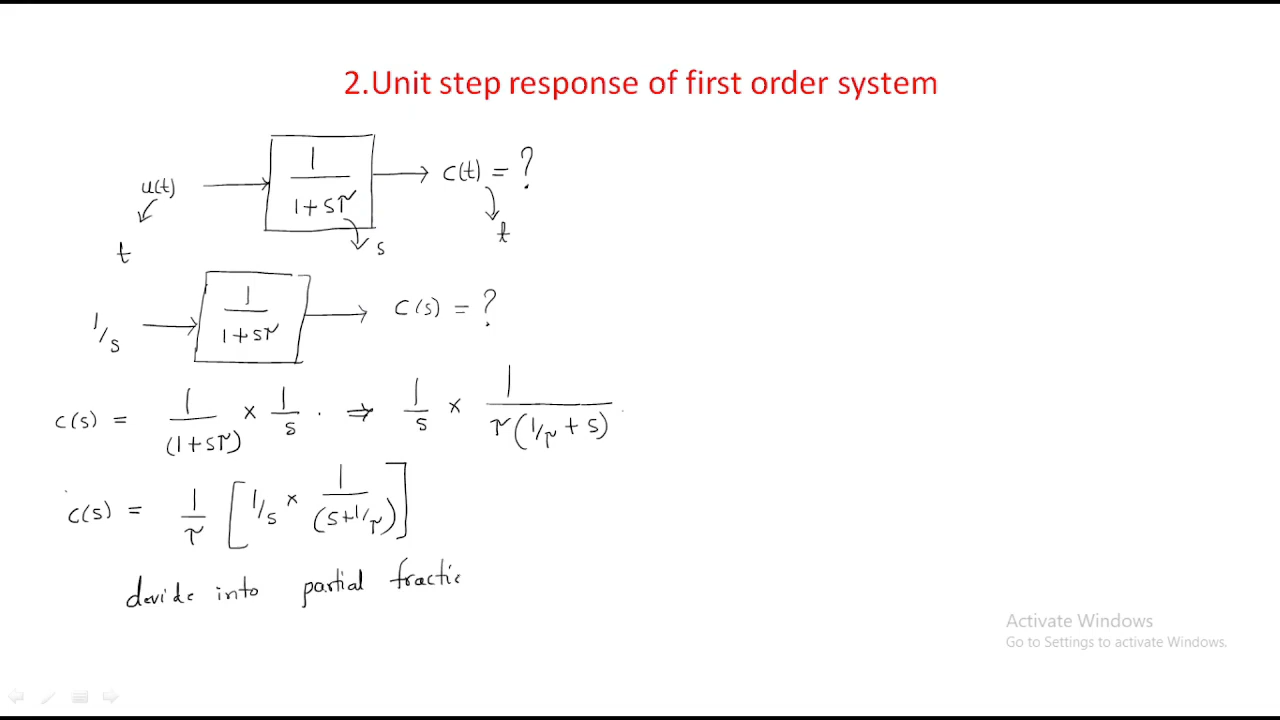 2.Unit step response of first order system
u(t) → 1/(1+sτ) → c(t) = ?
t s t
1/s → 1/(1+sτ) → c(s) = ?
c(s) = 1/(1+sτ) × 1/s . ⇒ 1/s × 1/τ(1/τ + s)
c(s) = 1/τ [1/s × 1/(s+1/τ)]
devide into partial fractio
Activate Windows
Go to Settings to activate Windows.